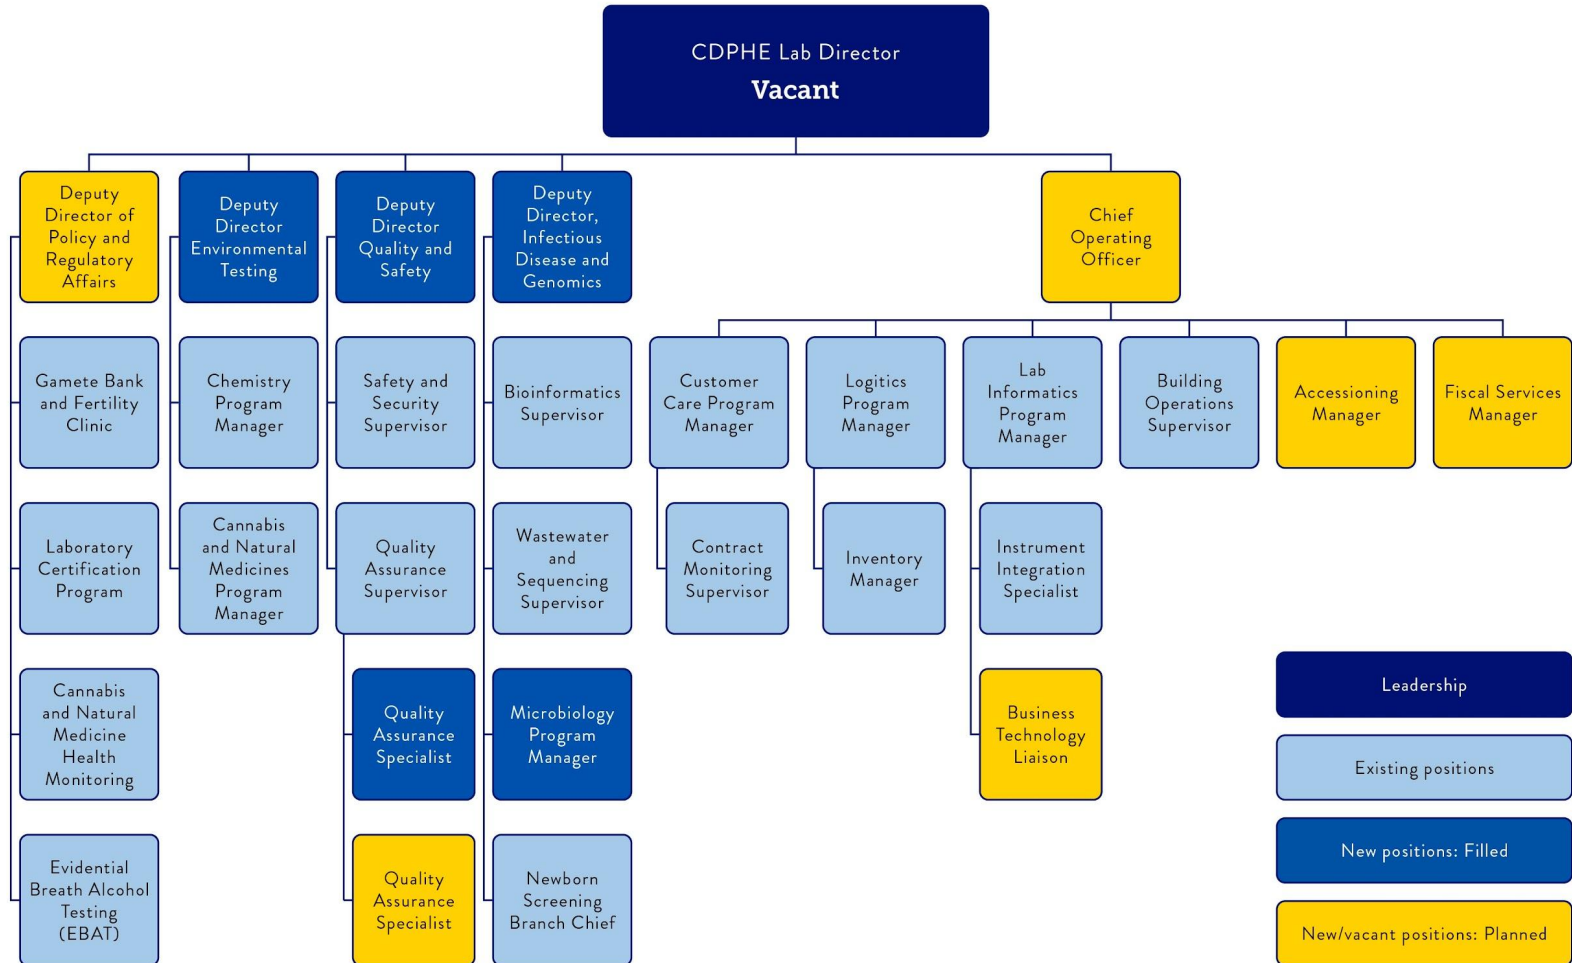 CDPHE Lab Director
Vacant
Deputy
Director of
Policy and
Regulatory
Affairs
Deputy
Director
Environmental
Testing
Deputy
Director
Quality and
Safety
Deputy
Director,
Infectious
Disease and
Genomics
Chief
Operating
Officer
Gamete Bank
and Fertility
Clinic
Chemistry
Program
Manager
Safety and
Security
Supervisor
Bioinformatics
Supervisor
Customer
Care Program
Manager
Logitics
Program
Manager
Lab
Informatics
Program
Manager
Building
Operations
Supervisor
Accessioning
Manager
Fiscal Services
Manager
Laboratory
Certification
Program
Cannabis
and Natural
Medicines
Program
Manager
Quality
Assurance
Supervisor
Wastewater
and
Sequencing
Supervisor
Contract
Monitoring
Supervisor
Inventory
Manager
Instrument
Integration
Specialist
Cannabis
and Natural
Medicine
Health
Monitoring
Quality
Assurance
Specialist
Microbiology
Program
Manager
Business
Technology
Liaison
Evidential
Breath Alcohol
Testing
(EBAT)
Quality
Assurance
Specialist
Newborn
Screening
Branch Chief
Leadership
Existing positions
New positions: Filled
New/vacant positions: Planned